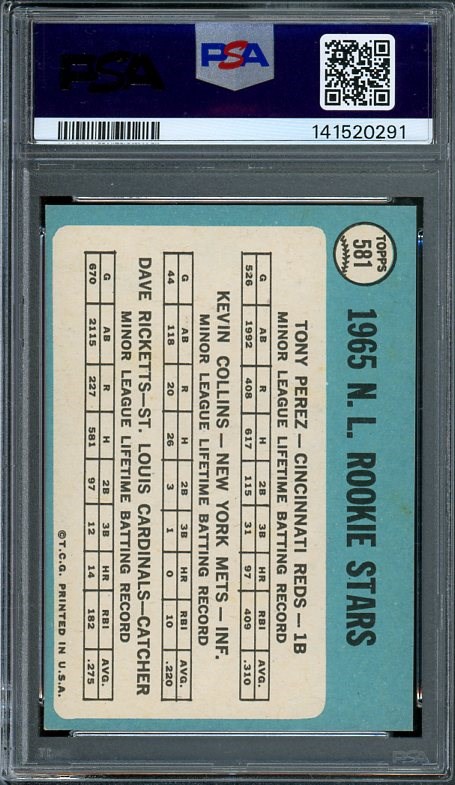 PSA
PSA
141520291
TOPPS
581
1965 N. L. ROOKIE STARS
TONY PEREZ — CINCINNATI REDS — 1B
MINOR LEAGUE LIFETIME BATTING RECORD
G AB R H 2B 3B HR RBI AVG.
526 1992 408 617 115 31 97 409 .310
KEVIN COLLINS — NEW YORK METS — INF.
MINOR LEAGUE LIFETIME BATTING RECORD
G AB R H 2B 3B HR RBI AVG.
44 118 20 26 3 1 0 10 .220
DAVE RICKETTS—ST. LOUIS CARDINALS—CATCHER
MINOR LEAGUE LIFETIME BATTING RECORD
G AB R H 2B 3B HR RBI AVG.
670 2115 227 581 97 12 14 182 .275
©T.C.G. PRINTED IN U.S.A.
PSA